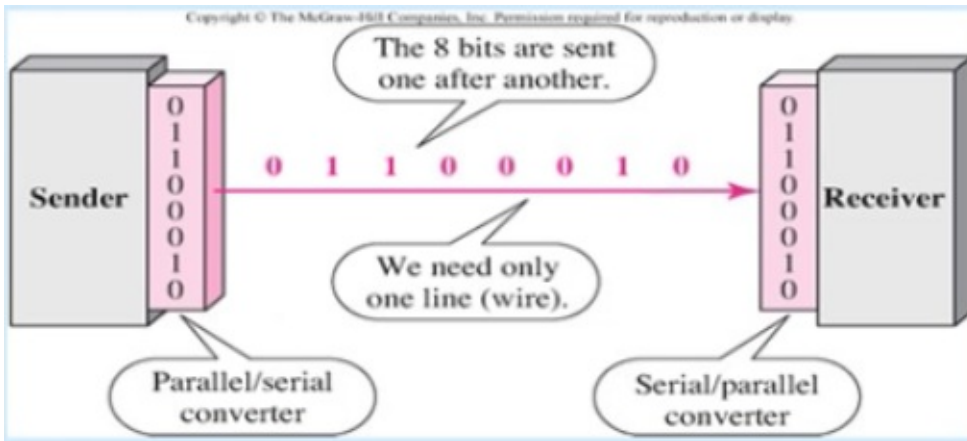 Copyright © The McGraw-Hill Companies, Inc. Permission required for reproduction or display.
The 8 bits are sent
one after another.
0
1
1
0
0
0
1
0
0 1 1 0 0 0 1 0
0
1
1
0
0
0
1
0
Sender
Receiver
We need only
one line (wire).
Parallel/serial
converter
Serial/parallel
converter